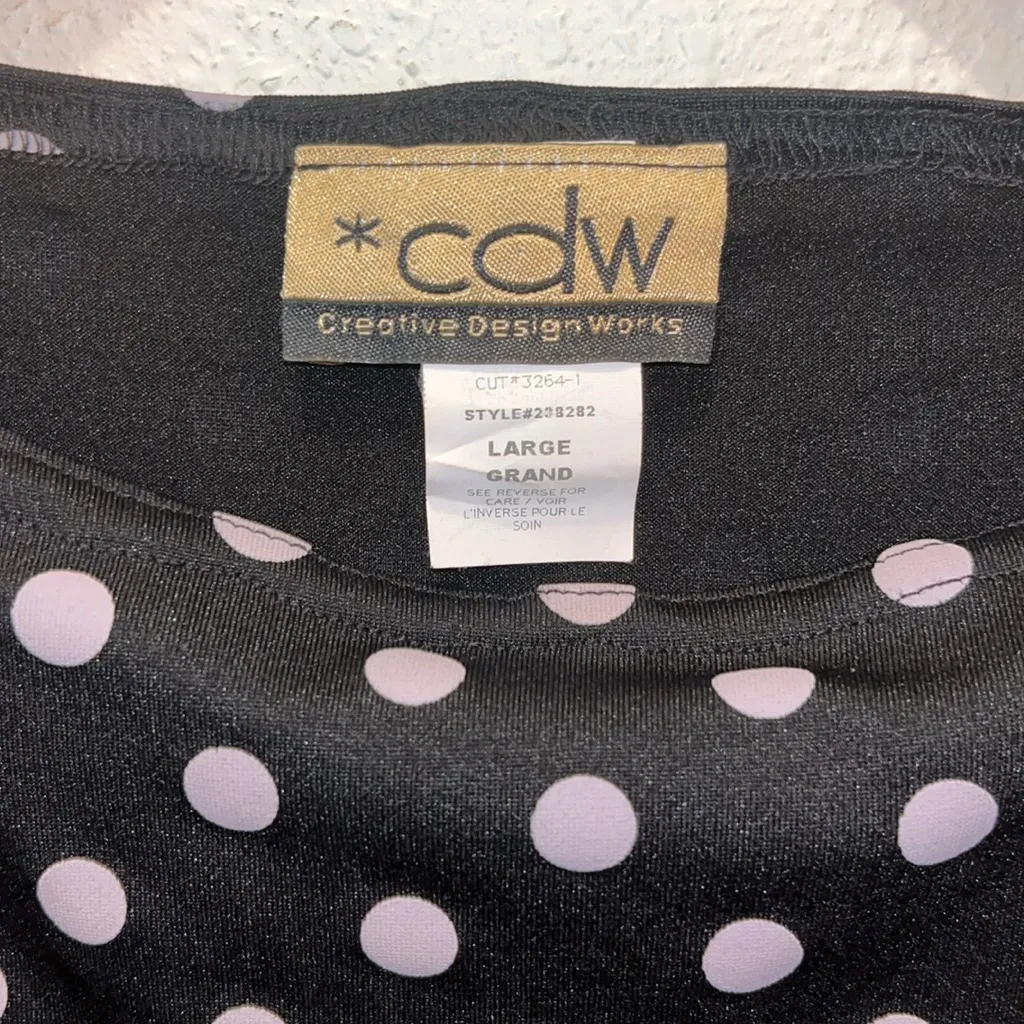 *cdw
Creative Design Works
CUT#3264-1
STYLE#238282
LARGE
GRAND
SEE REVERSE FOR
CARE / VOIR
L'INVERSE POUR LE
SOIN